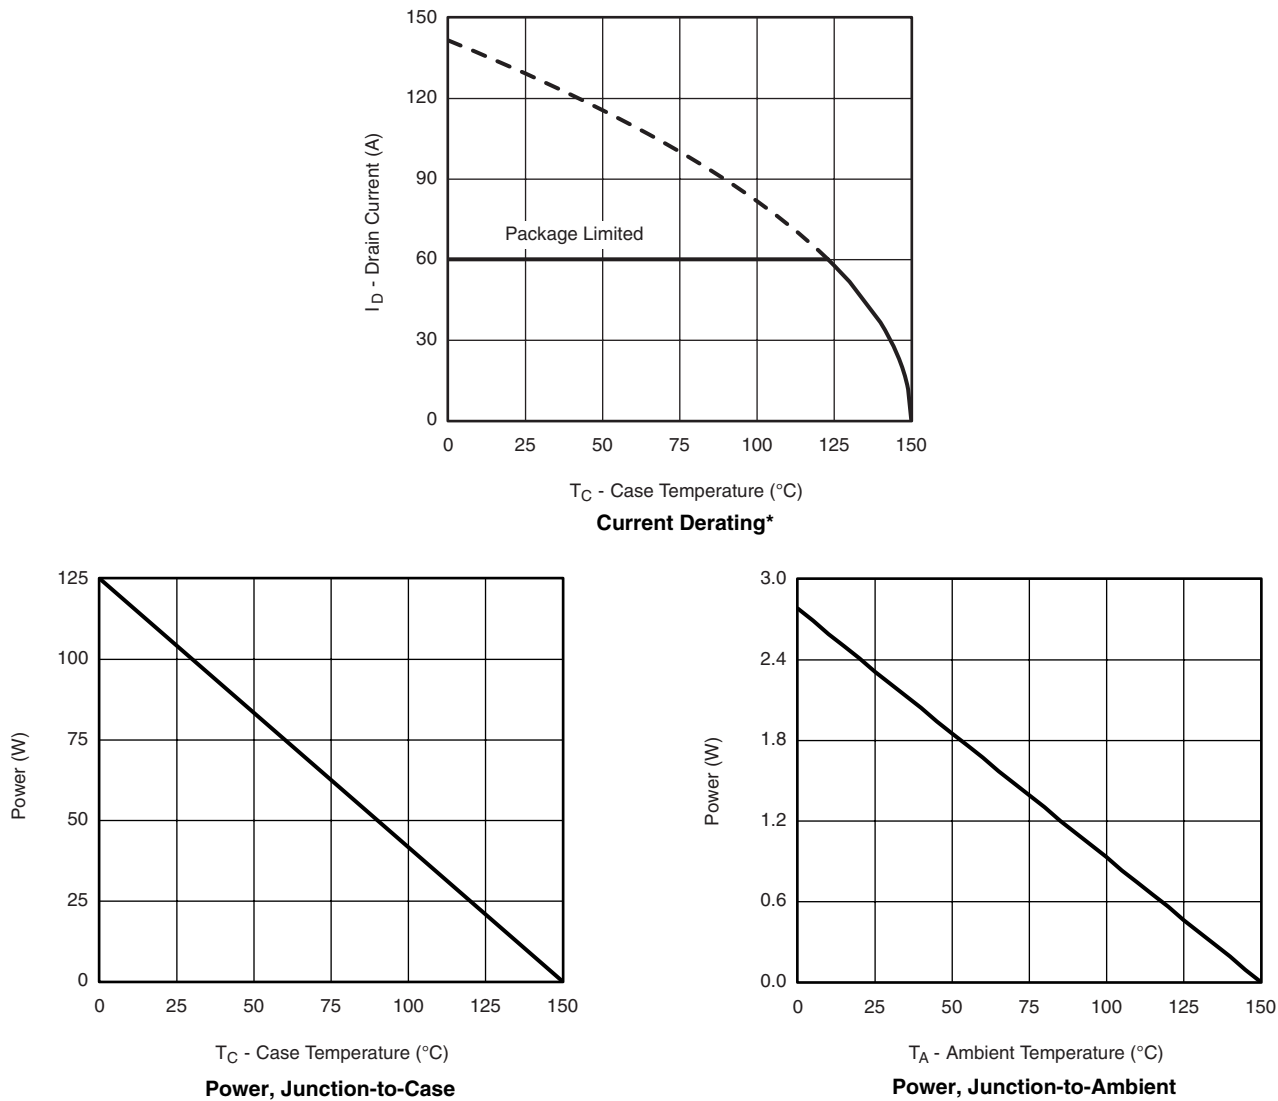 150
120
90
60
30
0
I_D - Drain Current (A)
Package Limited
0 25 50 75 100 125 150
T_C - Case Temperature (°C)
Current Derating*
125
100
75
50
25
0
Power (W)
0 25 50 75 100 125 150
T_C - Case Temperature (°C)
Power, Junction-to-Case
3.0
2.4
1.8
1.2
0.6
0.0
Power (W)
0 25 50 75 100 125 150
T_A - Ambient Temperature (°C)
Power, Junction-to-Ambient